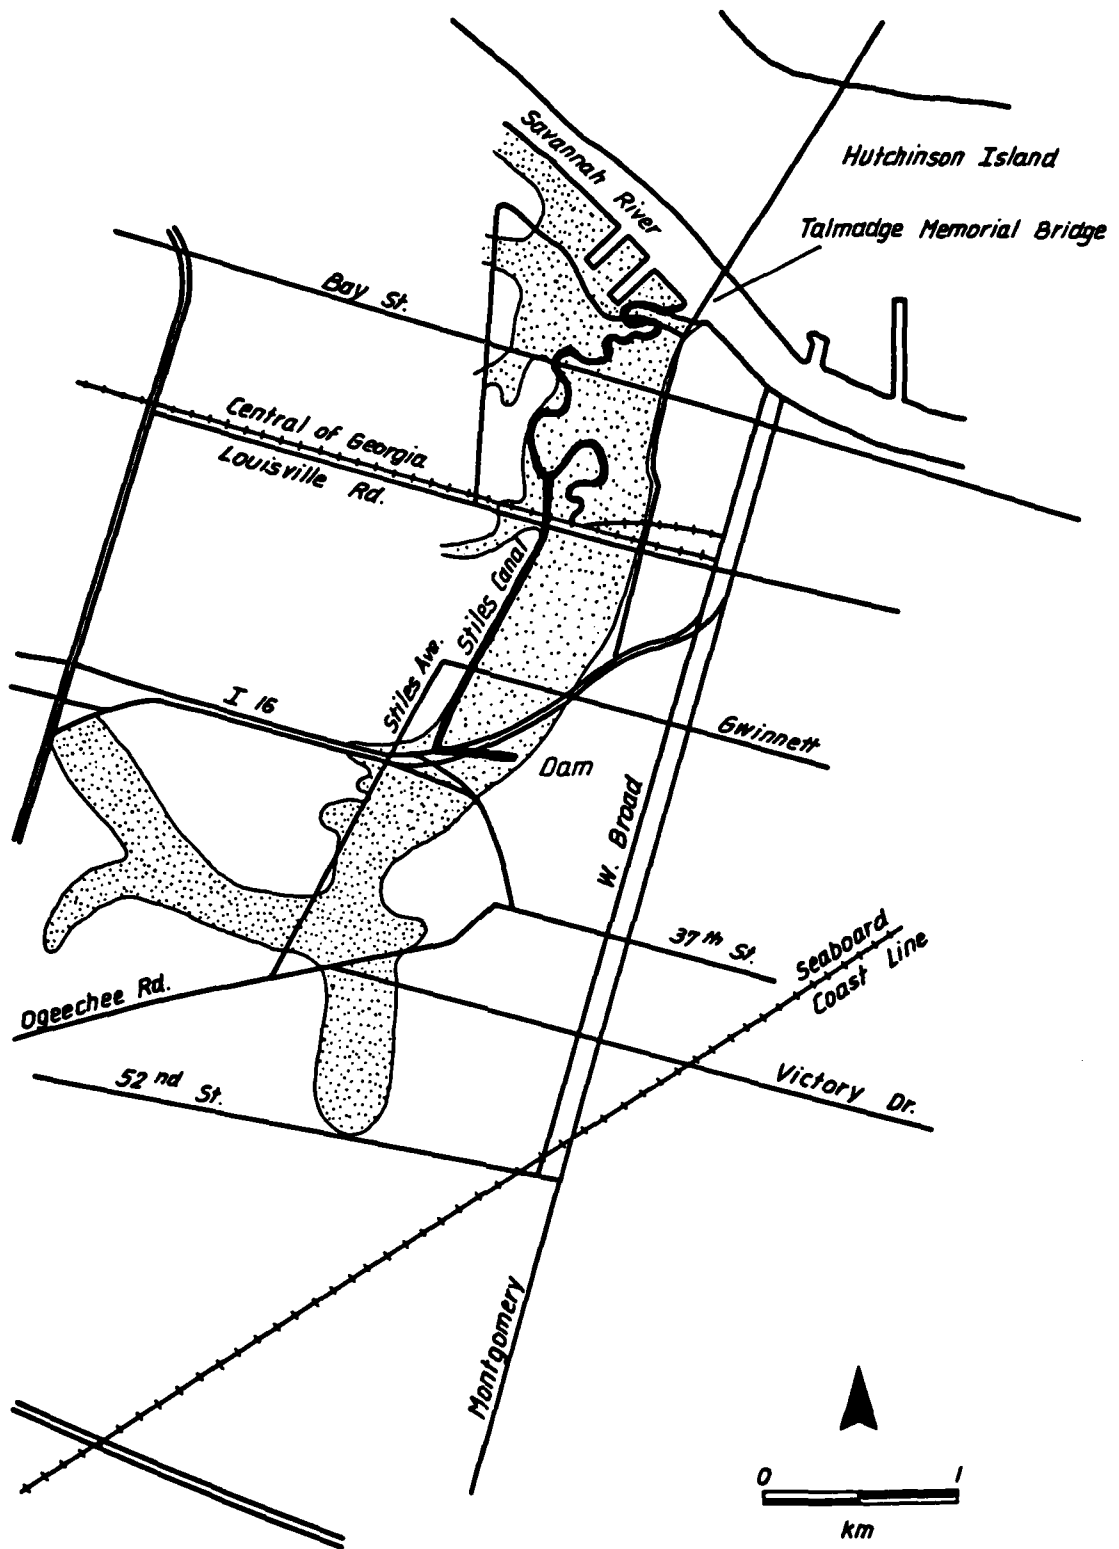 Savannah River
Hutchinson Island
Talmadge Memorial Bridge
Bay St.
Central of Georgia
Louisville Rd.
Stiles Canal
Stiles Ave.
I 16
Gwinnett
Dam
W. Broad
37th St.
Seaboard
Coast Line
Ogeechee Rd.
52nd St.
Victory Dr.
Montgomery
0 1
km